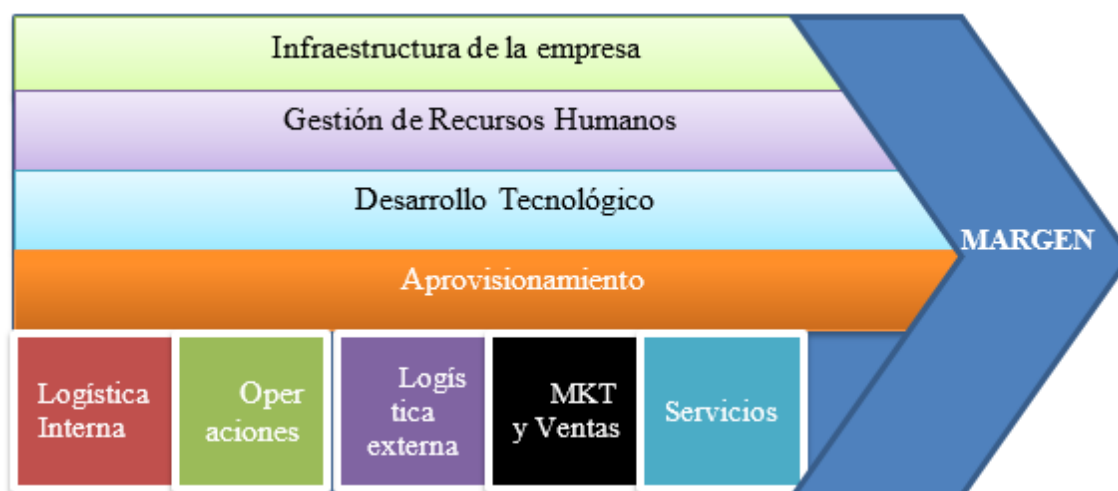 Infraestructura de la empresa
Gestión de Recursos Humanos
Desarrollo Tecnológico
MARGEN
Aprovisionamiento
Logística
Interna
Oper
aciones
Logís
tica
externa
MKT
y Ventas
Servicios